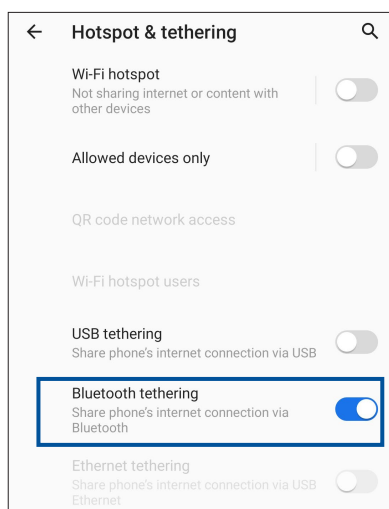 Hotspot & tethering
Wi-Fi hotspot
Not sharing internet or content with
other devices
Allowed devices only
QR code network access
Wi-Fi hotspot users
USB tethering
Share phone's internet connection via USB
Bluetooth tethering
Share phone's internet connection via
Bluetooth
Ethernet tethering
Share phone's internet connection via USB
Ethernet